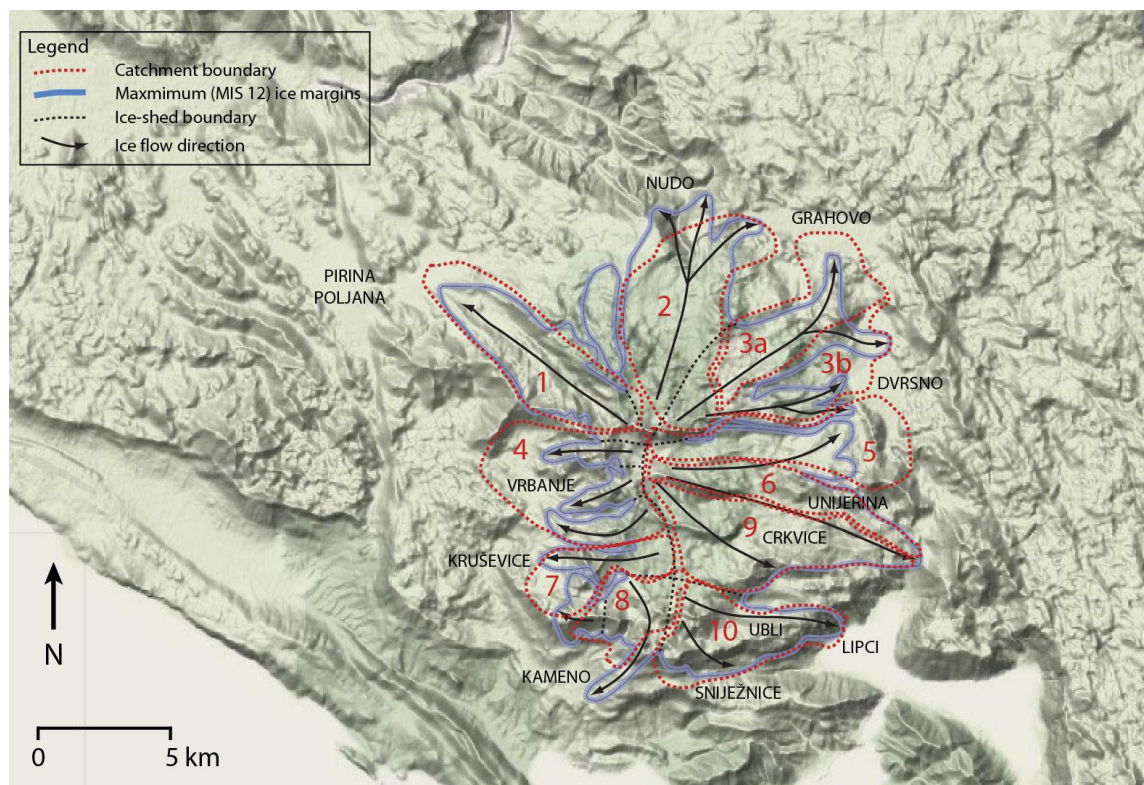 Legend
Catchment boundary
Maxmimum (MIS 12) ice margins
Ice-shed boundary
Ice flow direction
NUDO
GRAHOVO
PIRINA
POLJANA
2
3a
3b
1
DVRSNO
4
5
VRBANJE
6
UNIJERINA
9
CRKVICE
KRUŠEVICE
7
8
10
UBLI
LIPCI
KAMENO
SNIJEŽNICE
N
0
5 km